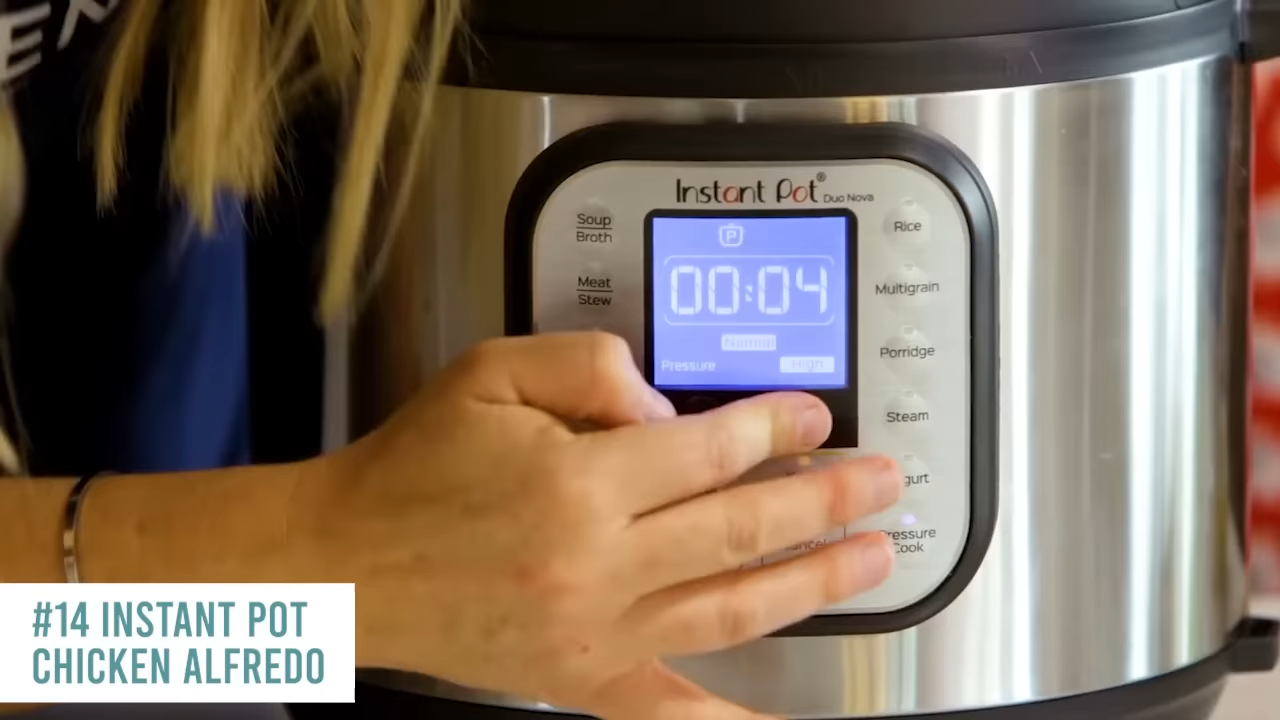 Instant Pot®
Duo Nova
Soup
Broth
Meat
Stew
P
00:04
Normal
Pressure High
Rice
Multigrain
Porridge
Steam
#14 INSTANT POT
CHICKEN ALFREDO